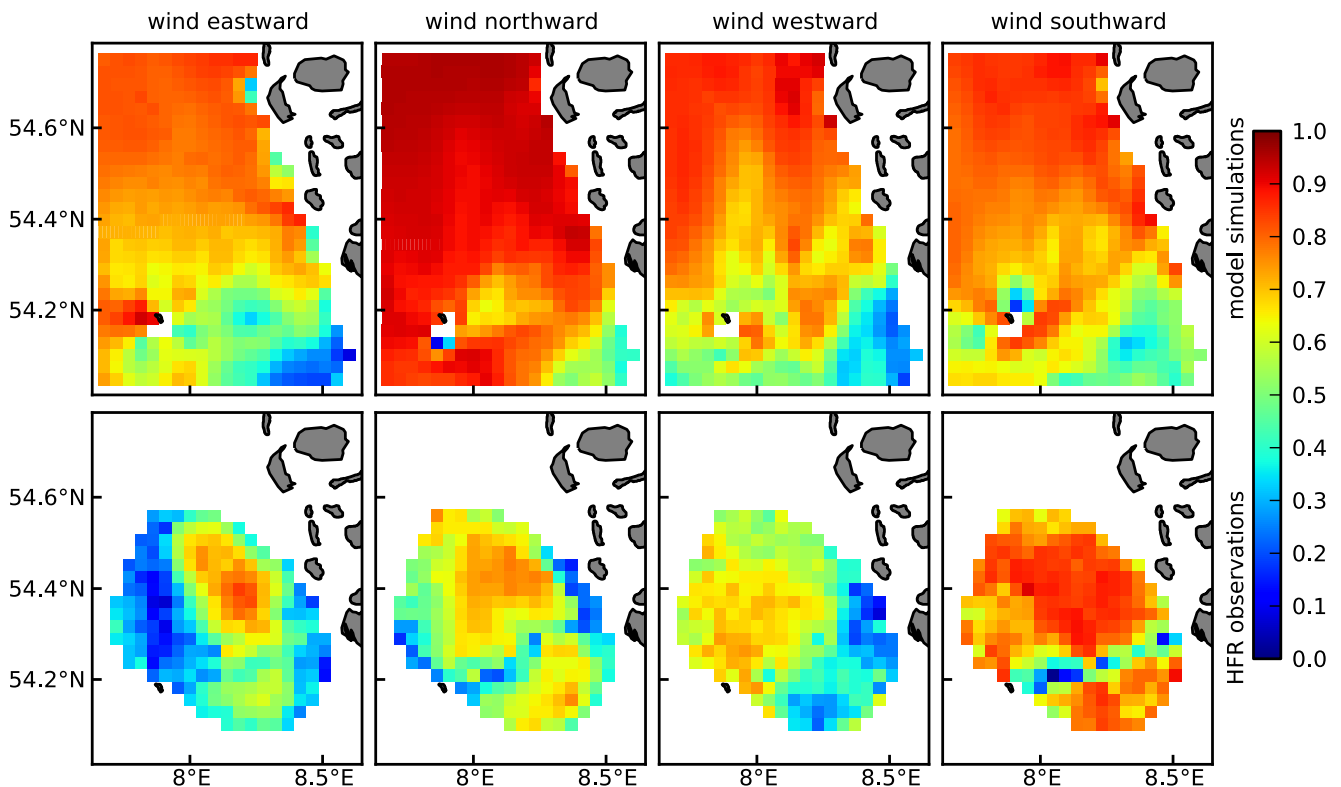 wind eastward wind northward wind westward wind southward
54.6°N
54.4°N
54.2°N
54.6°N
54.4°N
54.2°N
8°E 8.5°E 8°E 8.5°E 8°E 8.5°E 8°E 8.5°E
model simulations
HFR observations
1.0
0.9
0.8
0.7
0.6
0.5
0.4
0.3
0.2
0.1
0.0